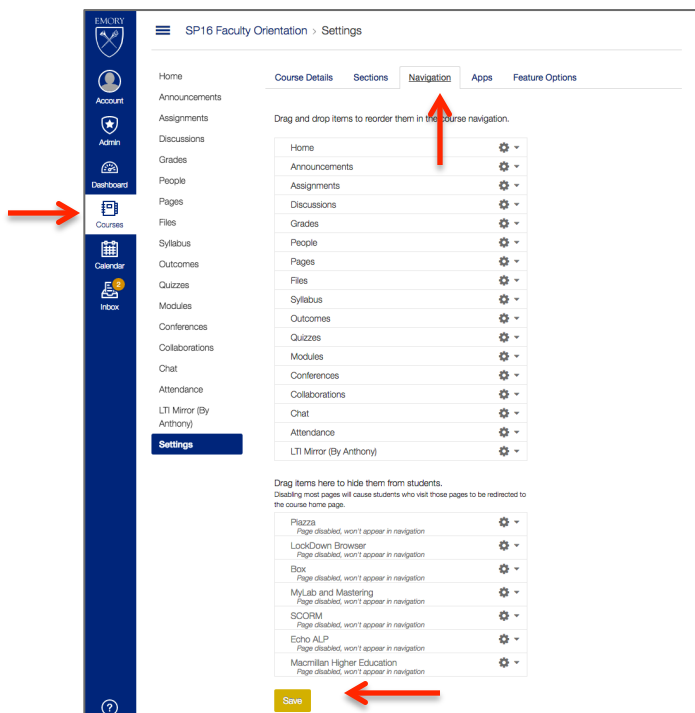 EMORY
Account
Admin
Dashboard
Courses
Calendar
2
Inbox
?
SP16 Faculty Orientation > Settings
Home
Announcements
Assignments
Discussions
Grades
People
Pages
Files
Syllabus
Outcomes
Quizzes
Modules
Conferences
Collaborations
Chat
Attendance
LTI Mirror (By
Anthony)
Settings
Course Details Sections Navigation Apps Feature Options
Drag and drop items to reorder them in the course navigation.
Home
Announcements
Assignments
Discussions
Grades
People
Pages
Files
Syllabus
Outcomes
Quizzes
Modules
Conferences
Collaborations
Chat
Attendance
LTI Mirror (By Anthony)
Drag items here to hide them from students.
Disabling most pages will cause students who visit those pages to be redirected to
the course home page.
Piazza
Page disabled, won't appear in navigation
LockDown Browser
Page disabled, won't appear in navigation
Box
Page disabled, won't appear in navigation
MyLab and Mastering
Page disabled, won't appear in navigation
SCORM
Page disabled, won't appear in navigation
Echo ALP
Page disabled, won't appear in navigation
Macmillan Higher Education
Page disabled, won't appear in navigation
Save